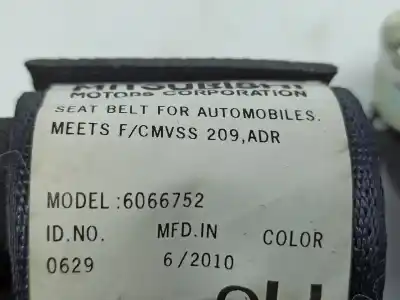 MITSUBISHI
MOTORS CORPORATION
SEAT BELT FOR AUTOMOBILES.
MEETS F/CMVSS 209,ADR
MODEL:6066752
ID.NO. MFD.IN COLOR
0629 6/2010